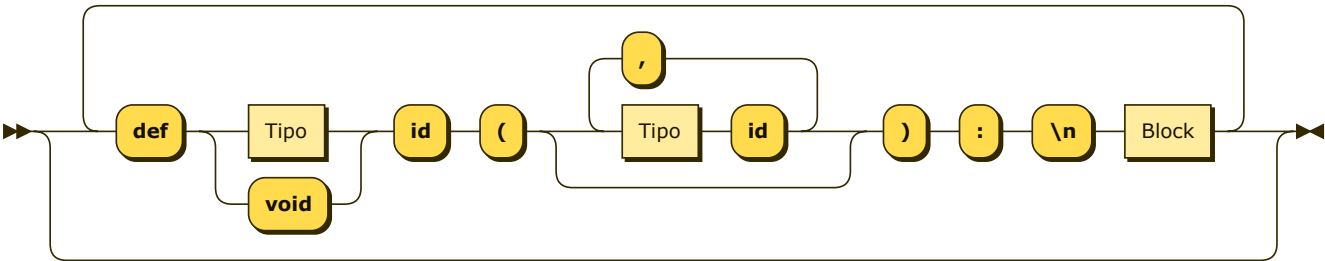 ,
def Tipo id ( Tipo id ) : \n Block
void